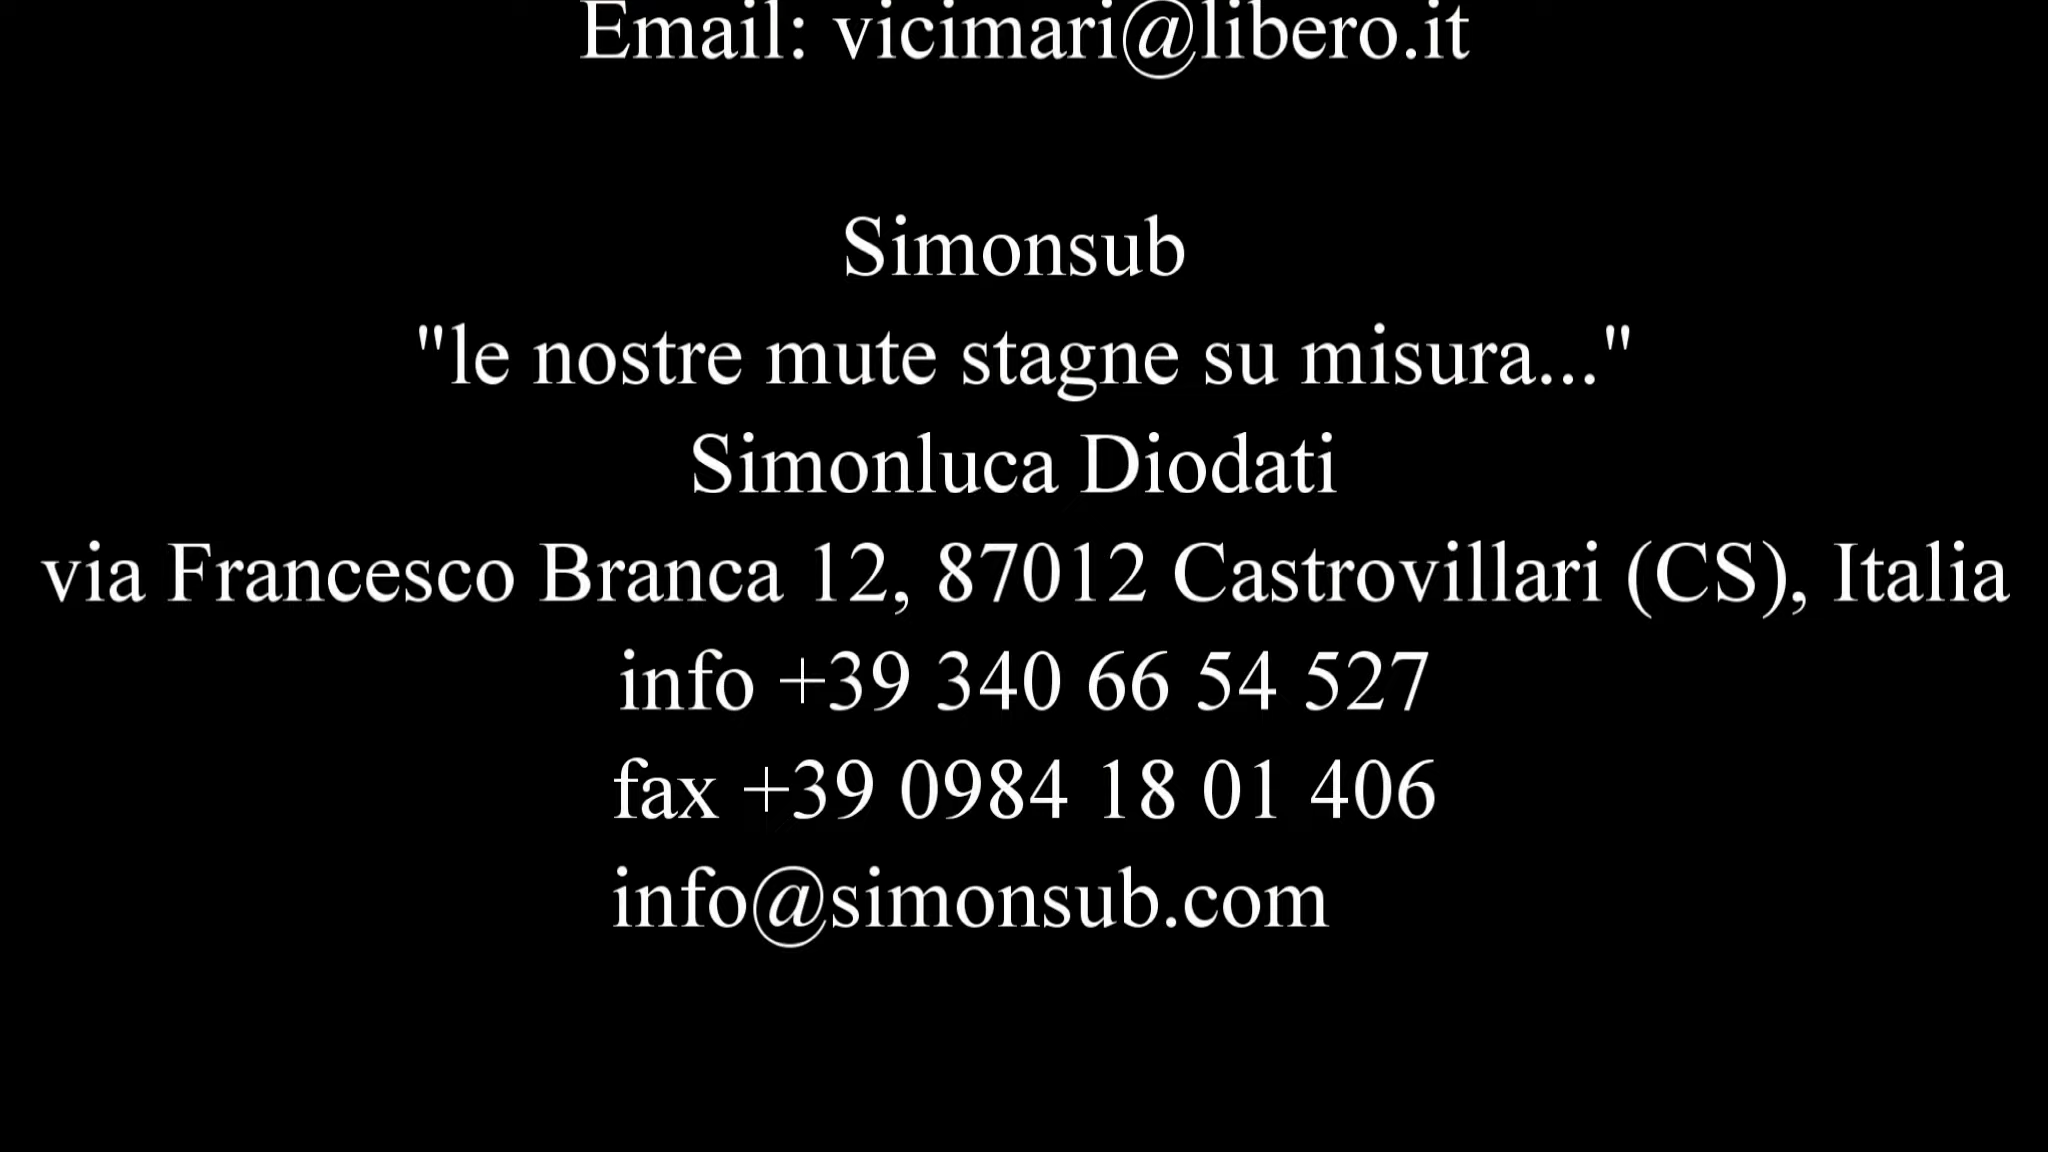 Email: vicimari@libero.it
Simonsub
"le nostre mute stagne su misura..."
Simonluca Diodati
via Francesco Branca 12, 87012 Castrovillari (CS), Italia
info +39 340 66 54 527
fax +39 0984 18 01 406
info@simonsub.com